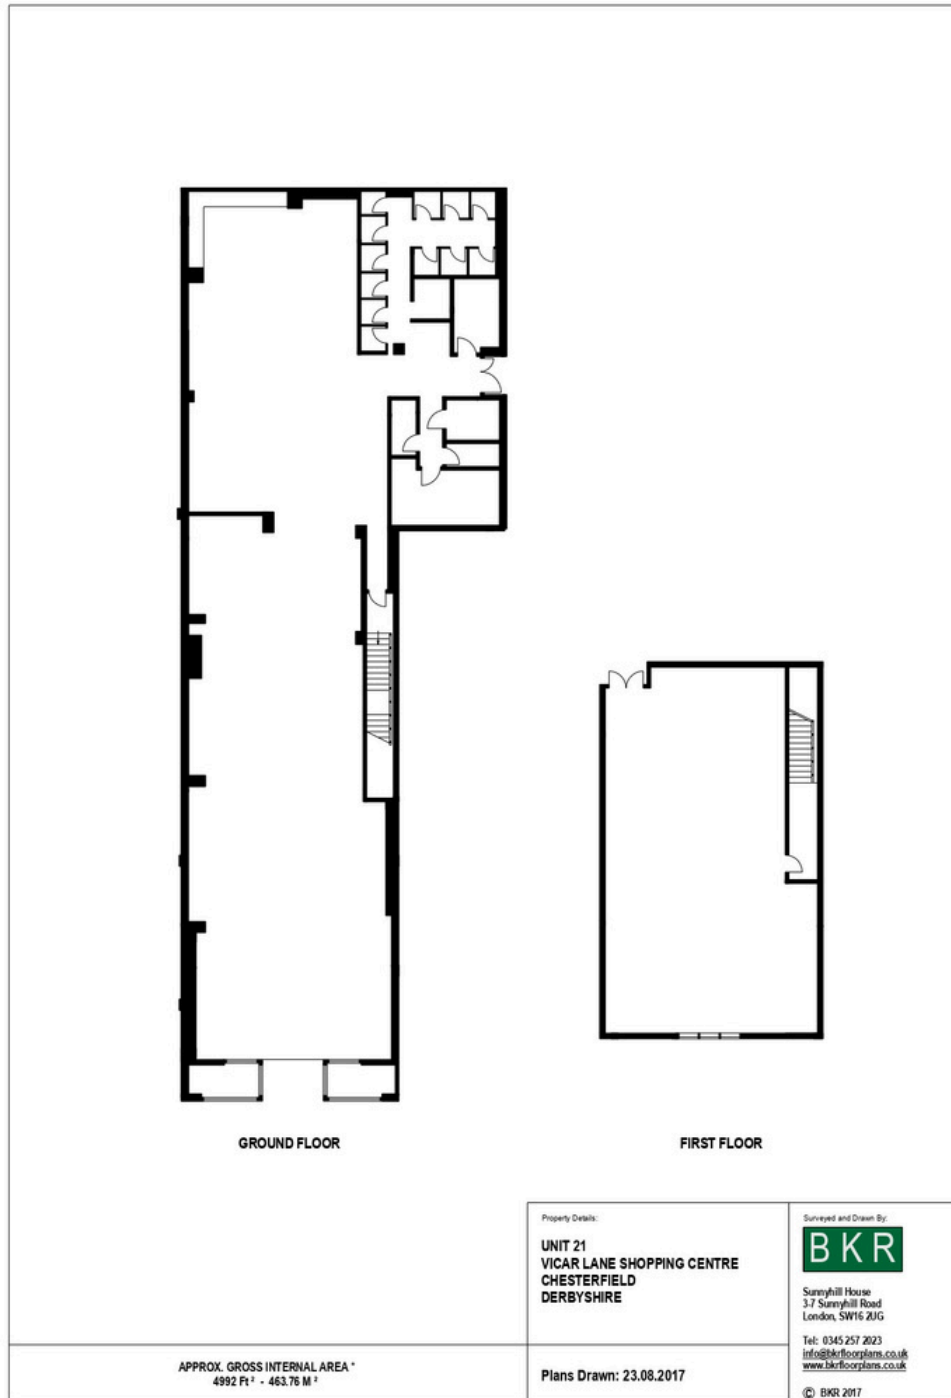 GROUND FLOOR
FIRST FLOOR
Property Details:
UNIT 21
VICAR LANE SHOPPING CENTRE
CHESTERFIELD
DERBYSHIRE
Surveyed and Drawn By:
BKR
Sunnyhill House
3-7 Sunnyhill Road
London, SW16 2UG
Tel: 0345 257 2023
info@bkrfloorplans.co.uk
www.bkrfloorplans.co.uk
© BKR 2017
APPROX. GROSS INTERNAL AREA *
4992 Ft² - 463.76 M²
Plans Drawn: 23.08.2017